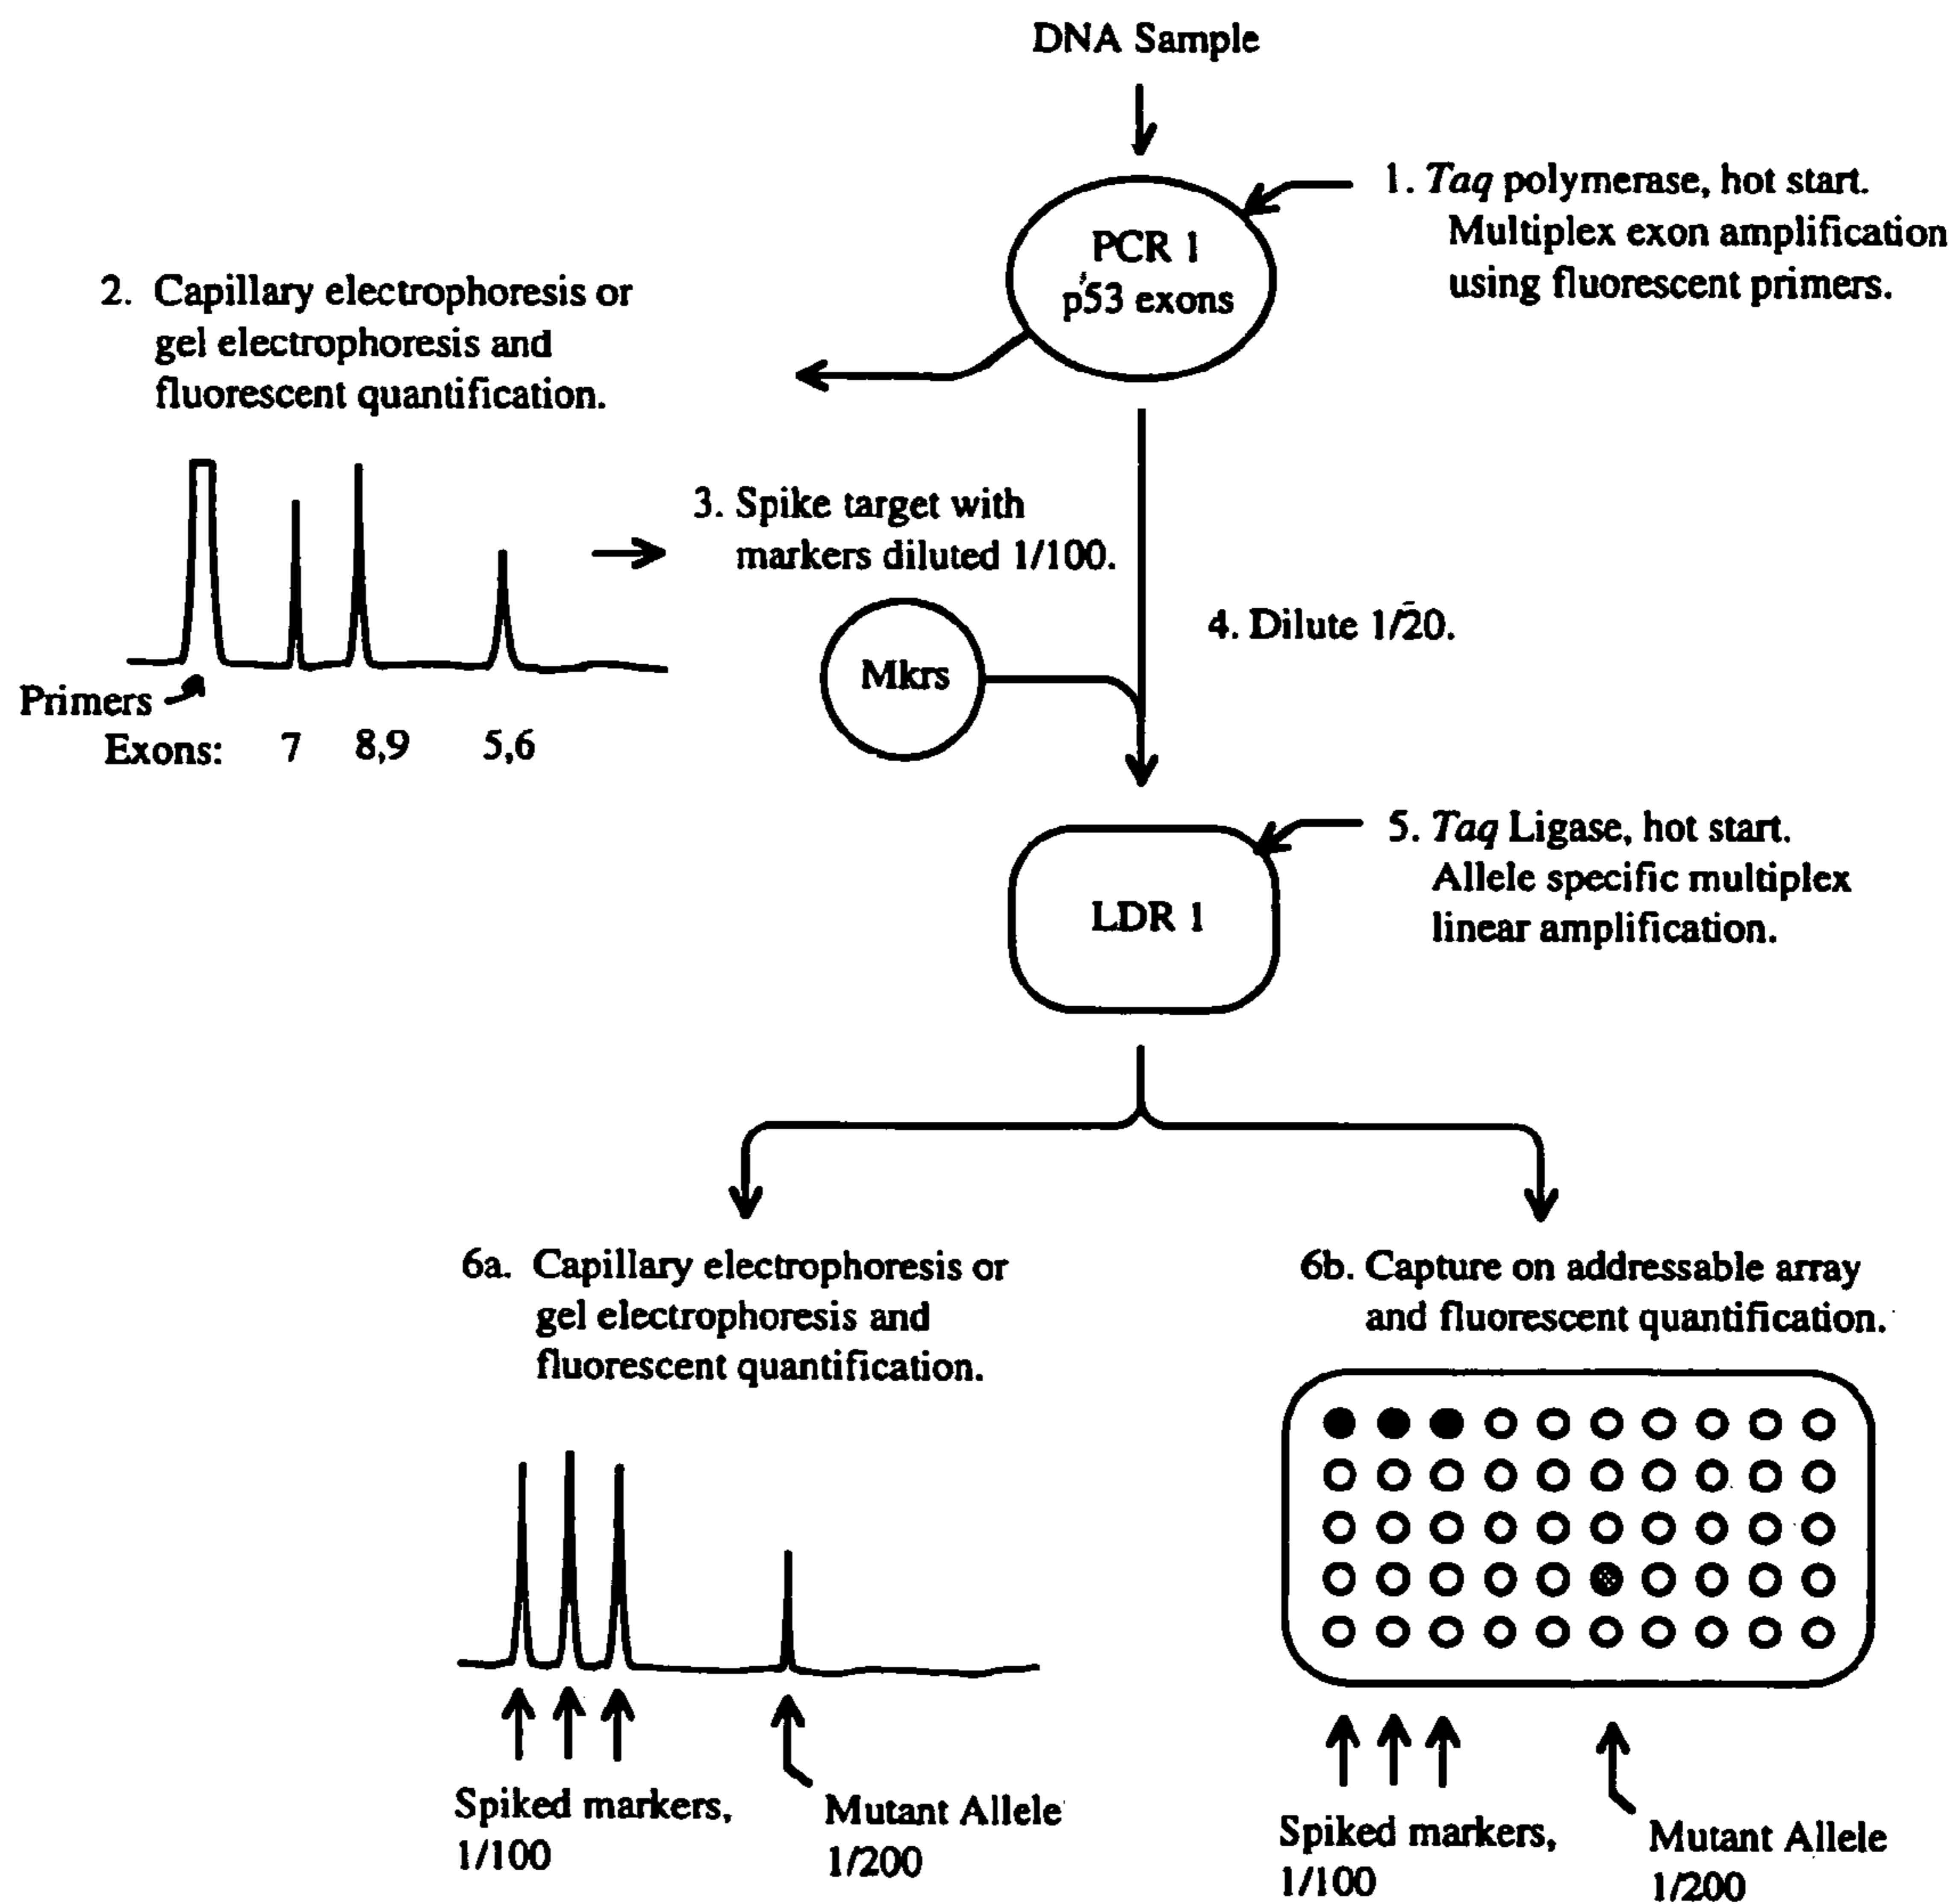 DNA Sample
PCR 1
p53 exons
1. Taq polymerase, hot start.
Multiplex exon amplification
using fluorescent primers.
2. Capillary electrophoresis or
gel electrophoresis and
fluorescent quantification.
Primers
Exons: 7 8,9 5,6
3. Spike target with
markers diluted 1/100.
Mkrs
4. Dilute 1/20.
LDR 1
5. Taq Ligase, hot start.
Allele specific multiplex
linear amplification.
6a. Capillary electrophoresis or
gel electrophoresis and
fluorescent quantification.
Spiked markers,
1/100
Mutant Allele
1/200
6b. Capture on addressable array
and fluorescent quantification.
Spiked markers,
1/100
Mutant Allele
1/200